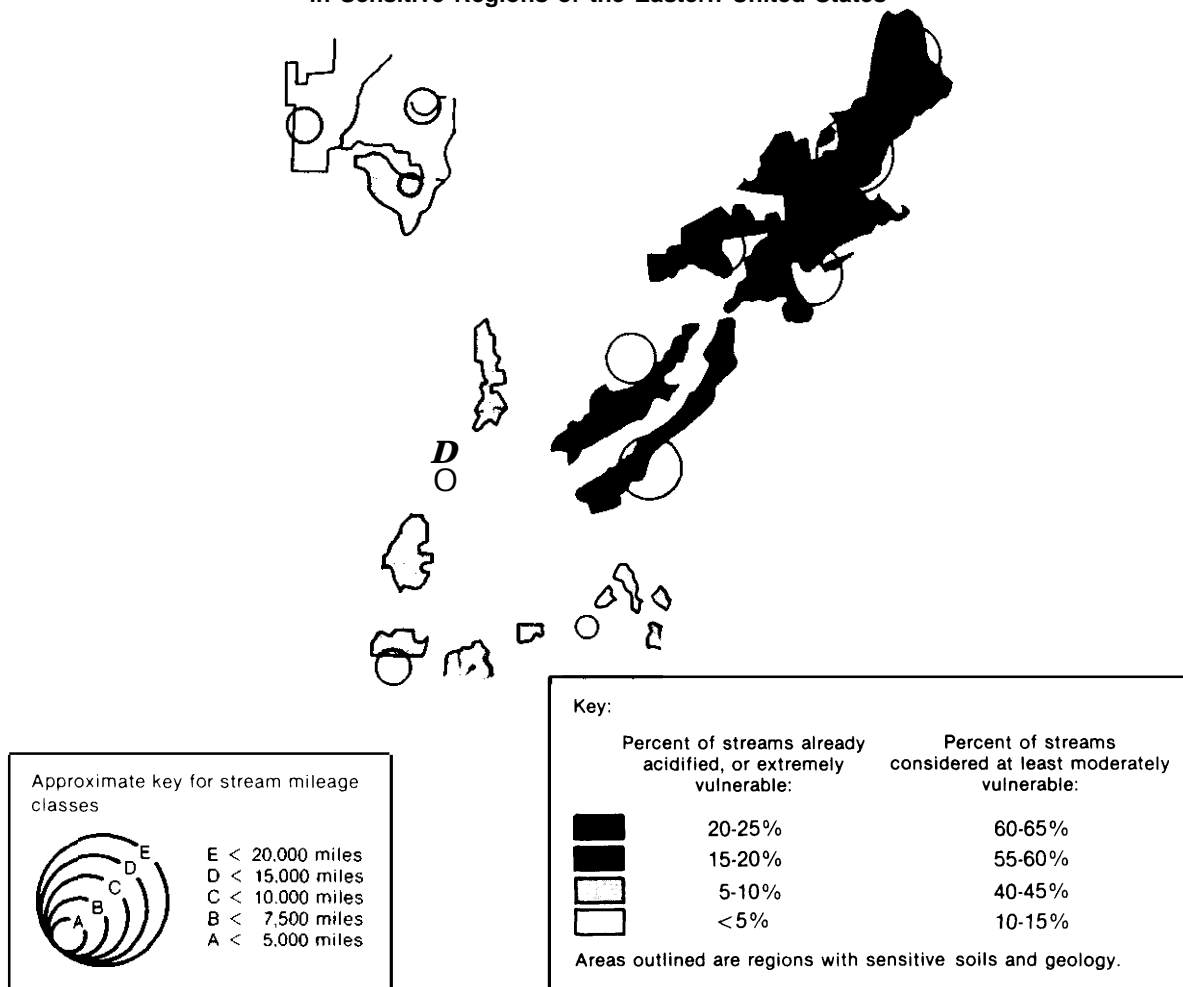 in Sensitive Regions of the Eastern United States
D
Key:
Percent of streams already
acidified, or extremely
vulnerable:
Percent of streams
considered at least moderately
vulnerable:
20-25% 60-65%
15-20% 55-60%
5-10% 40-45%
<5% 10-15%
Areas outlined are regions with sensitive soils and geology.
Approximate key for stream mileage
classes
E
D
C
B
A
E < 20.000 miles
D < 15,000 miles
C < 10.000 miles
B < 7,500 miles
A < 5.000 miles